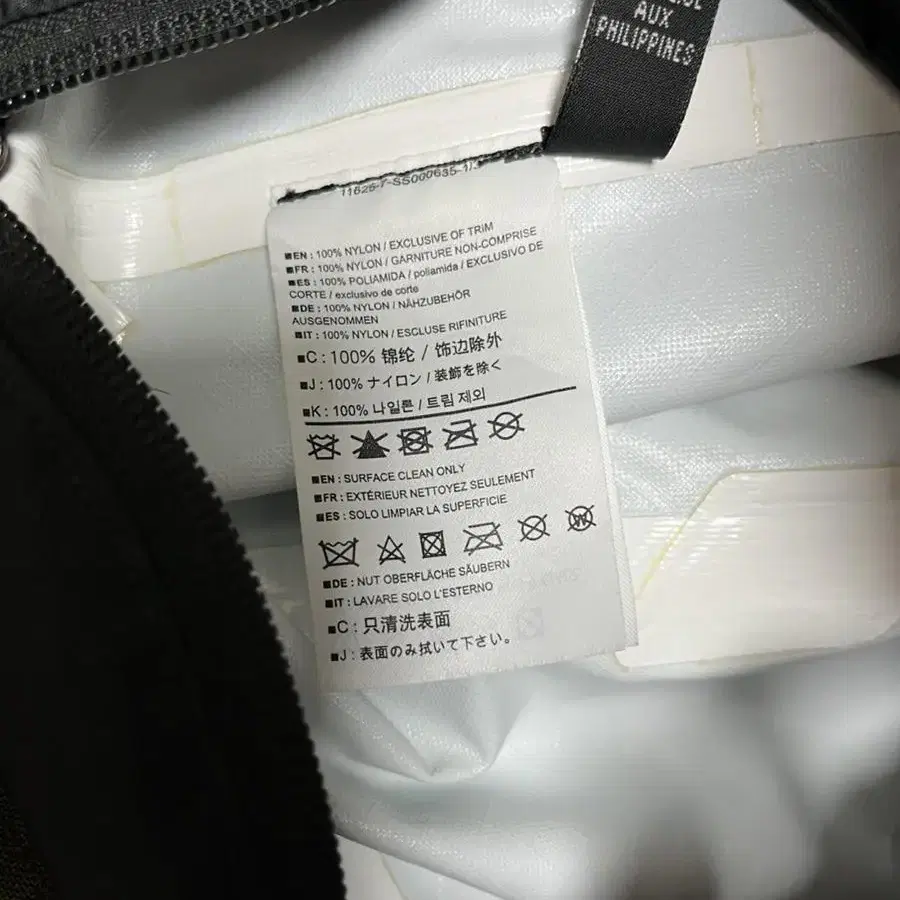 AUX
PHILIPPINES
11625-T-SS000635-1/3
■EN : 100% NYLON / EXCLUSIVE OF TRIM
■FR : 100% NYLON / GARNITURE NON-COMPRISE
■ES : 100% POLIAMIDA / poliamida / EXCLUSIVO DE
CORTE / exclusivo de corte
■DE : 100% NYLON / NÄHZUBEHÖR
AUSGENOMMEN
■IT : 100% NYLON / ESCLUSE RIFINITURE
■C : 100% 锦纶 / 饰边除外
■J : 100% ナイロン / 装飾を除く
■K : 100% 나일론 / 트림 제외
■EN : SURFACE CLEAN ONLY
■FR : EXTÉRIEUR NETTOYEZ SEULEMENT
■ES : SOLO LIMPIAR LA SUPERFICIE
■DE : NUT OBERFLÄCHE SÄUBERN
■IT : LAVARE SOLO L'ESTERNO
■C : 只清洗表面
■J : 表面のみ拭いて下さい。